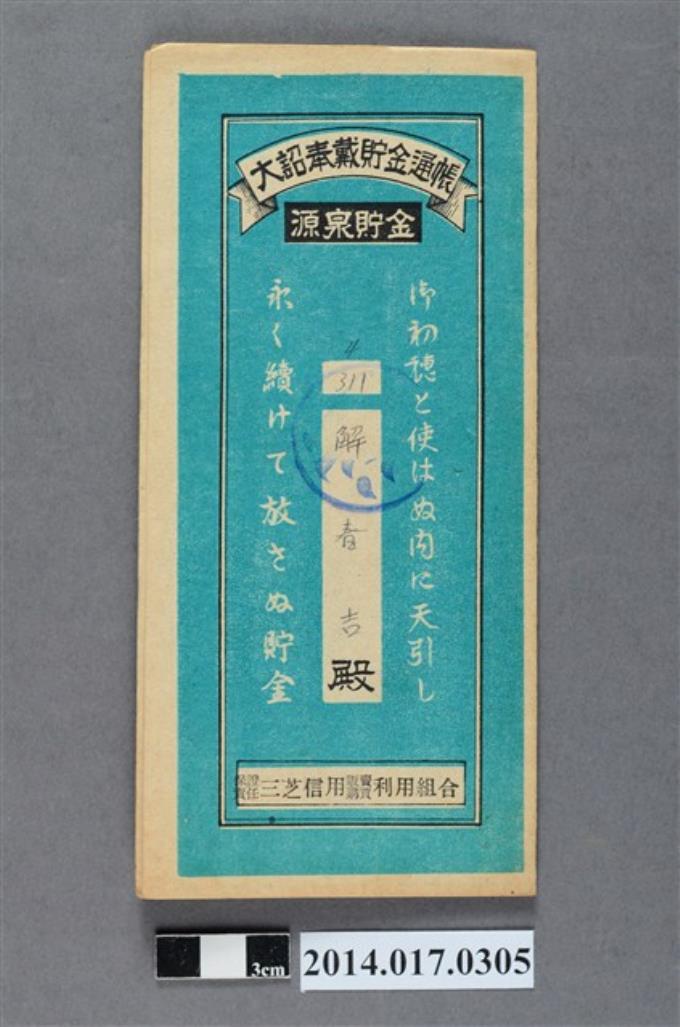 大詔奉戴貯金通帳
源泉貯金
御初穂と使はぬ内に天引し
4
311
解春吉殿
永く續けて放さぬ貯金
保證責任三芝信用販賣購買利用組合
3cm
2014.017.0305